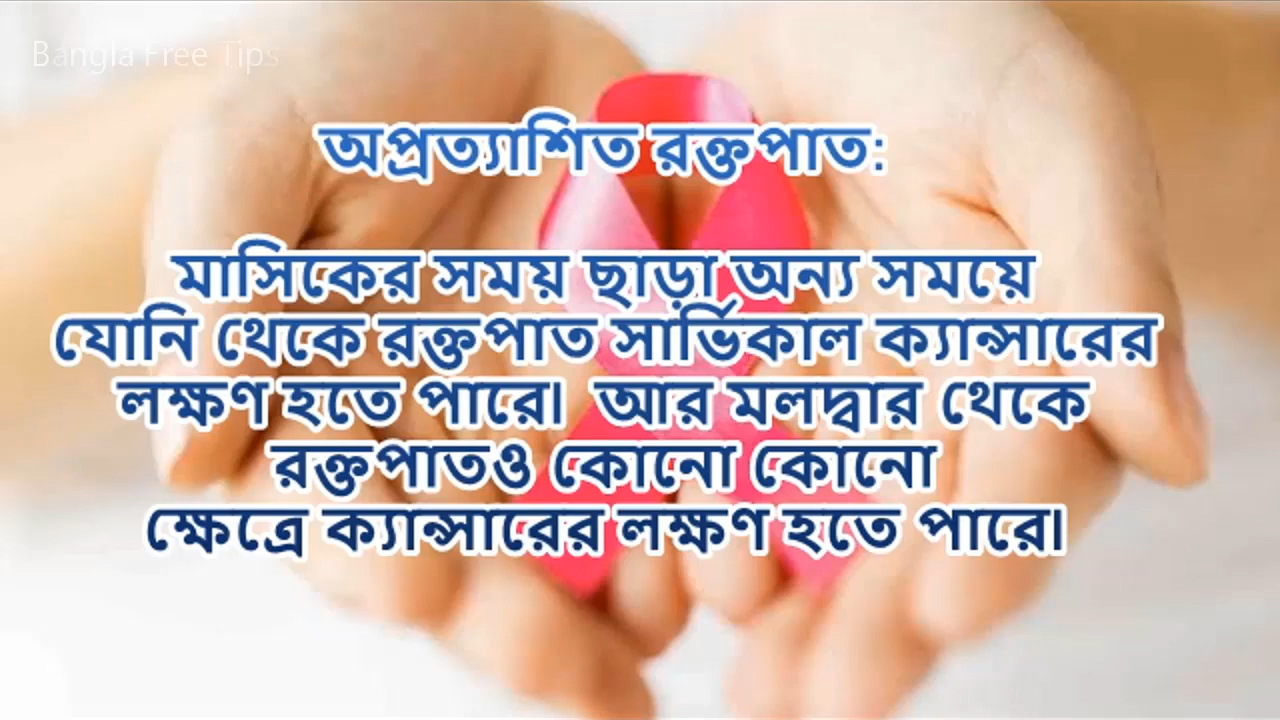 Bangla Free Tips
অপ্রত্যাশিত রক্তপাত:
মাসিকের সময় ছাড়া অন্য সময়ে
যোনি থেকে রক্তপাত সার্ভিকাল ক্যান্সারের
লক্ষণ হতে পারে। আর মলদ্বার থেকে
রক্তপাতও কোনো কোনো
ক্ষেত্রে ক্যান্সারের লক্ষণ হতে পারে।